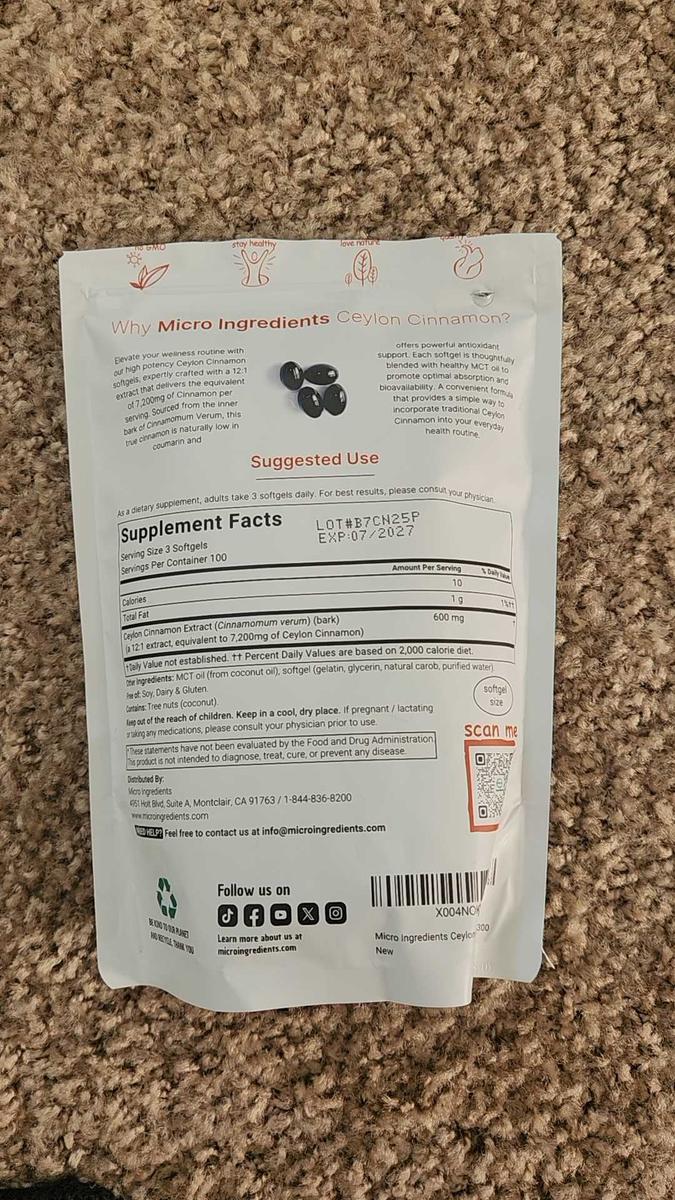 no GMO
stay healthy
love nature
Why Micro Ingredients Ceylon Cinnamon?
Elevate your wellness routine with
our high potency Ceylon Cinnamon
softgels, expertly crafted with a 12:1
extract that delivers the equivalent
of 7,200mg of Cinnamon per
serving. Sourced from the inner
bark of Cinnamomum Verum, this
true cinnamon is naturally low in
coumarin and
offers powerful antioxidant
support. Each softgel is thoughtfully
blended with healthy MCT oil to
promote optimal absorption and
bioavailability. A convenient formula
that provides a simple way to
incorporate traditional Ceylon
Cinnamon into your everyday
health routine.
Suggested Use
As a dietary supplement, adults take 3 softgels daily. For best results, please consult your physician.
Supplement Facts
LOT#B7CN25P
EXP:07/2027
Serving Size 3 Softgels
Servings Per Container 100
Amount Per Serving % Daily Value
Calories 10
Total Fat 1 g 1%††
Ceylon Cinnamon Extract (Cinnamomum verum) (bark) 600 mg †
(a 12:1 extract, equivalent to 7,200mg of Ceylon Cinnamon)
†Daily Value not established. †† Percent Daily Values are based on 2,000 calorie diet.
Other Ingredients: MCT oil (from coconut oil), softgel (gelatin, glycerin, natural carob, purified water)
Free of: Soy, Dairy & Gluten.
Contains: Tree nuts (coconut).
Keep out of the reach of children. Keep in a cool, dry place. If pregnant / lactating
or taking any medications, please consult your physician prior to use.
*These statements have not been evaluated by the Food and Drug Administration.
This product is not intended to diagnose, treat, cure, or prevent any disease.
softgel
size
scan me
Distributed By:
Micro Ingredients
4951 Holt Blvd, Suite A, Montclair, CA 91763 / 1-844-836-8200
www.microingredients.com
NEED HELP? Feel free to contact us at info@microingredients.com
BE KIND TO OUR PLANET
AND RECYCLE. THANK YOU
Follow us on
Learn more about us at
microingredients.com
X004NO
Micro Ingredients Ceylon 300
New